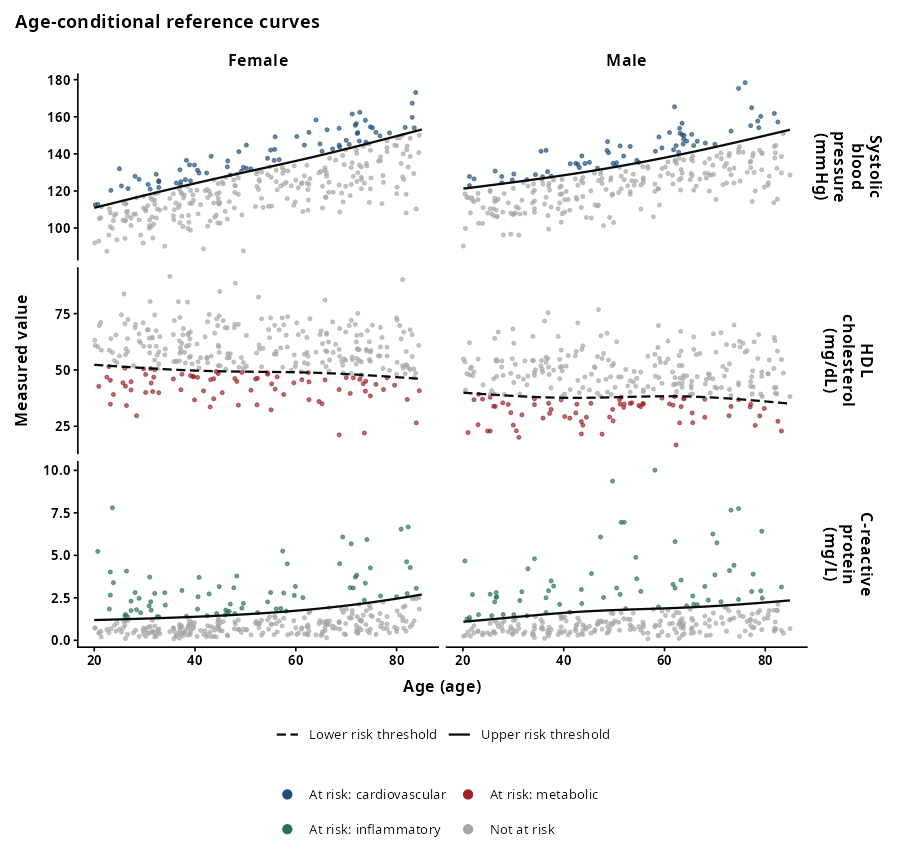 Age-conditional reference curves
Female
Male
180
160
140
120
100
Systolic
blood
pressure
(mmHg)
75
50
25
HDL
cholesterol
(mg/dL)
10.0
7.5
5.0
2.5
0.0
C-reactive
protein
(mg/l)
Measured value
20
40
60
80
20
40
60
80
Age (age)
Lower risk threshold
Upper risk threshold
At risk: cardiovascular
At risk: metabolic
At risk: inflammatory
Not at risk